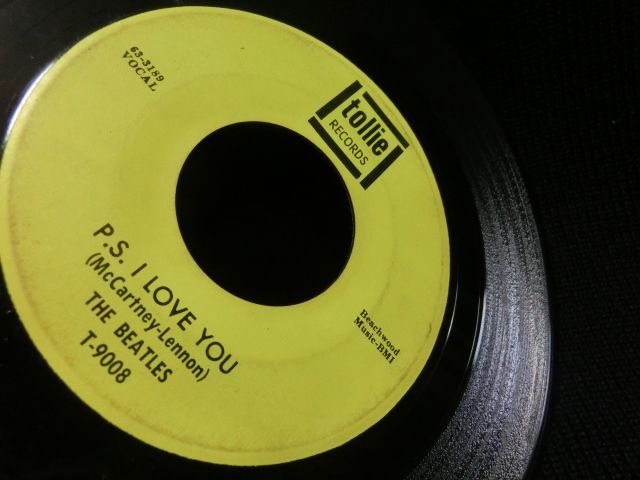 63-3189
VOCAL
tollie
RECORDS
P.S. I LOVE YOU
(McCartney-Lennon)
THE BEATLES
T-9008
Beachwood
Music-BMI